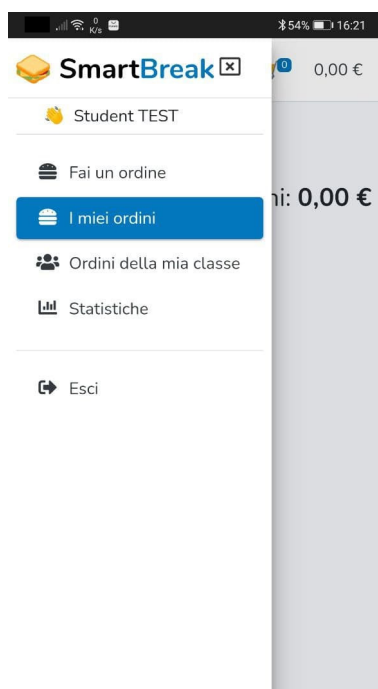 0 K/s 54% 16:21
SmartBreak 0 0,00 €
Student TEST
Fai un ordine
ni: 0,00 €
I miei ordini
Ordini della mia classe
Statistiche
Esci